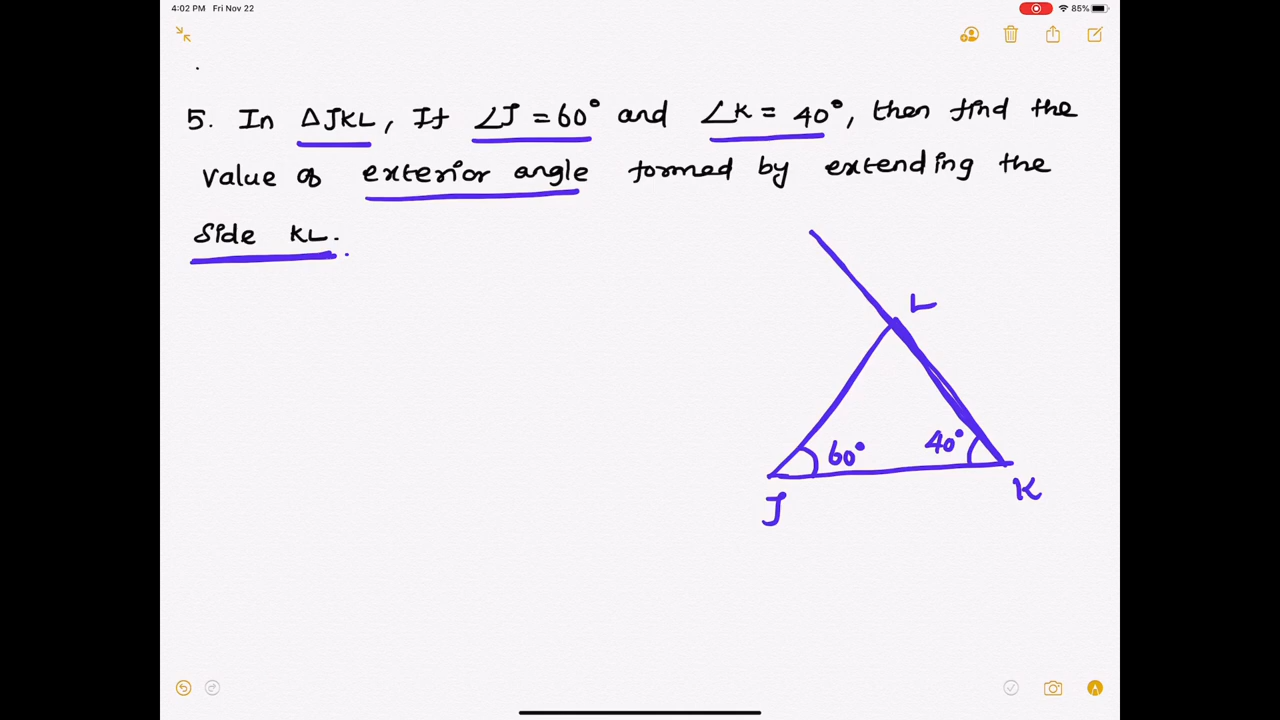 4:02 PM Fri Nov 22
85%
5. In ΔJKL, If ∠J = 60° and ∠K = 40°, then find the
value of exterior angle formed by extending the
side KL.
L
60°
40°
J
K